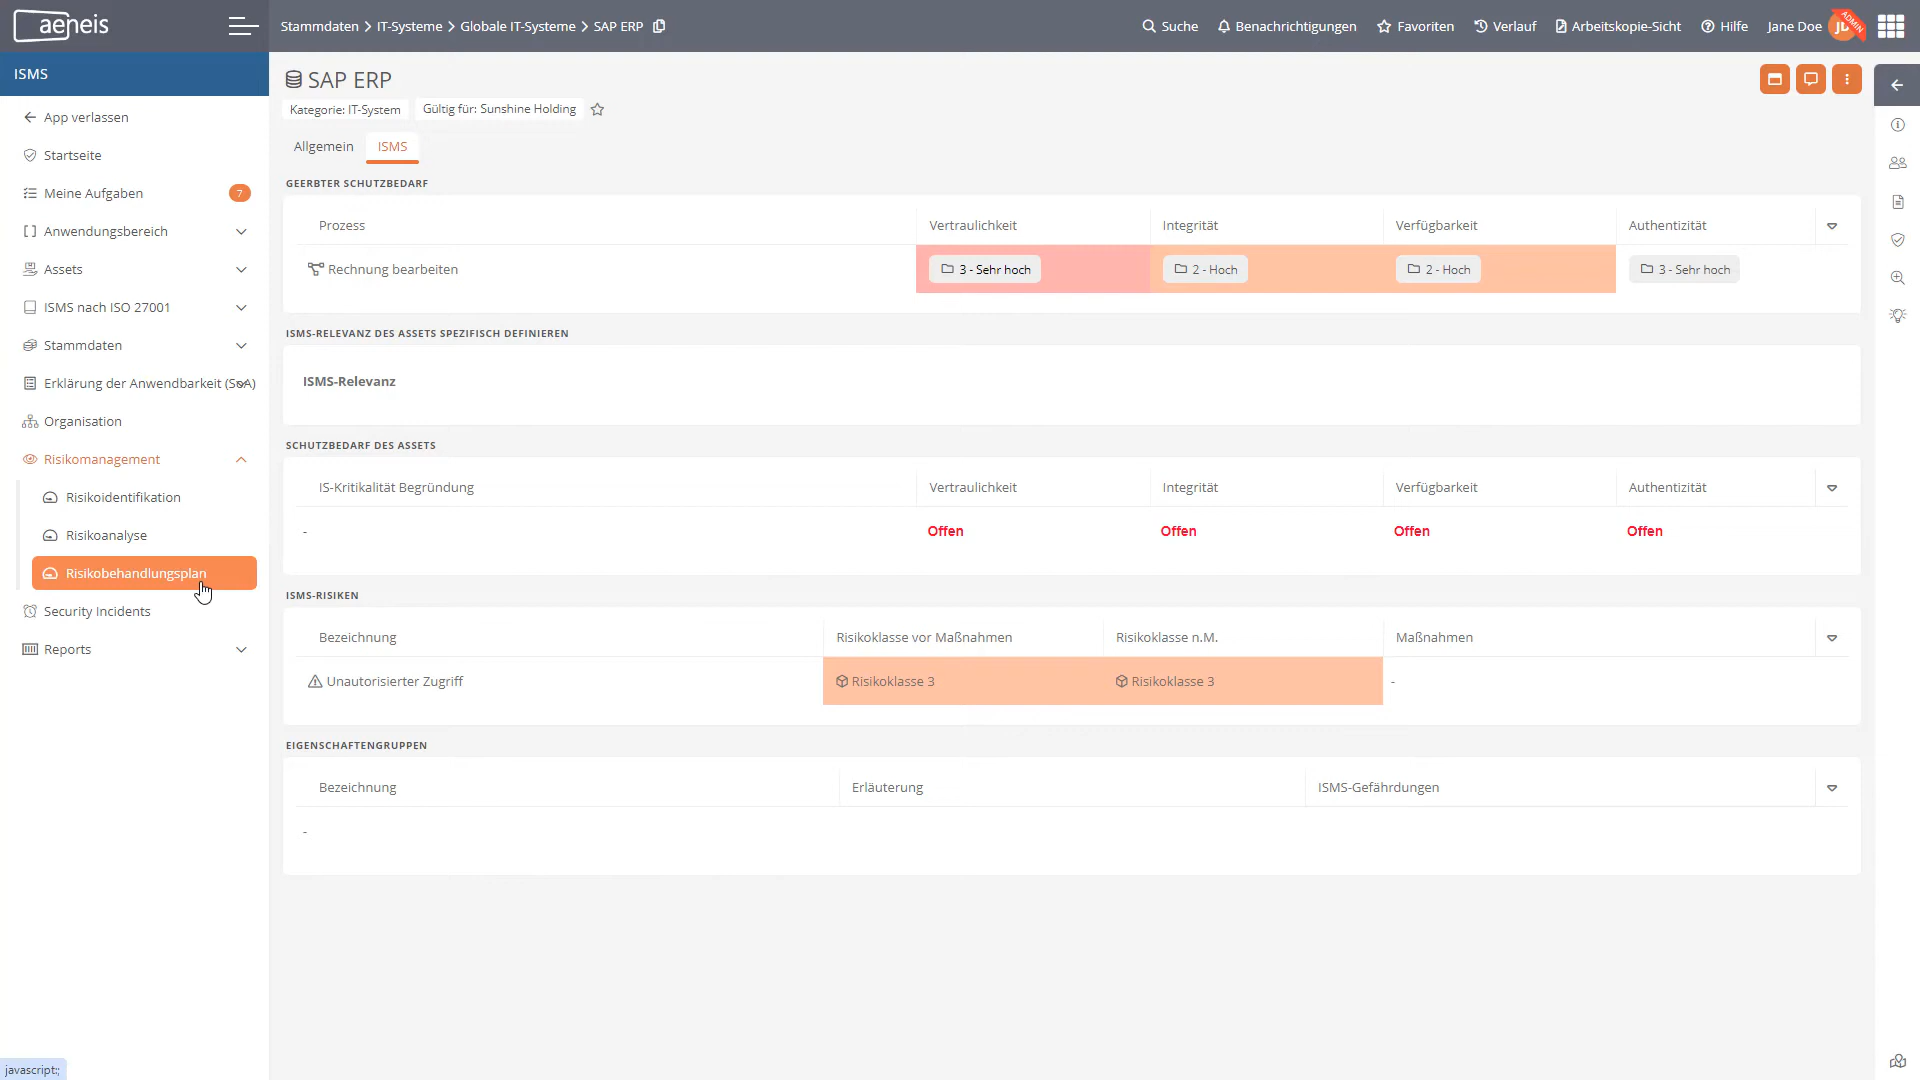 aeneis
Stammdaten > IT-Systeme > Globale IT-Systeme > SAP ERP
Suche
Benachrichtigungen
Favoriten
Verlauf
Arbeitskopie-Sicht
Hilfe
Jane Doe
JD
ADMIN
ISMS
App verlassen
Startseite
Meine Aufgaben 7
Anwendungsbereich
Assets
ISMS nach ISO 27001
Stammdaten
Erklärung der Anwendbarkeit (SoA)
Organisation
Risikomanagement
Risikoidentifikation
Risikoanalyse
Risikobehandlungsplan
Security Incidents
Reports
SAP ERP
Kategorie: IT-System Gültig für: Sunshine Holding
Allgemein ISMS
GEERBTER SCHUTZBEDARF
Prozess Vertraulichkeit Integrität Verfügbarkeit Authentizität
Rechnung bearbeiten 3 - Sehr hoch 2 - Hoch 2 - Hoch 3 - Sehr hoch
ISMS-RELEVANZ DES ASSETS SPEZIFISCH DEFINIEREN
ISMS-Relevanz
SCHUTZBEDARF DES ASSETS
IS-Kritikalität Begründung Vertraulichkeit Integrität Verfügbarkeit Authentizität
- Offen Offen Offen Offen
ISMS-RISIKEN
Bezeichnung Risikoklasse vor Maßnahmen Risikoklasse n.M. Maßnahmen
Unautorisierter Zugriff Risikoklasse 3 Risikoklasse 3 -
EIGENSCHAFTENGRUPPEN
Bezeichnung Erläuterung ISMS-Gefährdungen
-
javascript:;